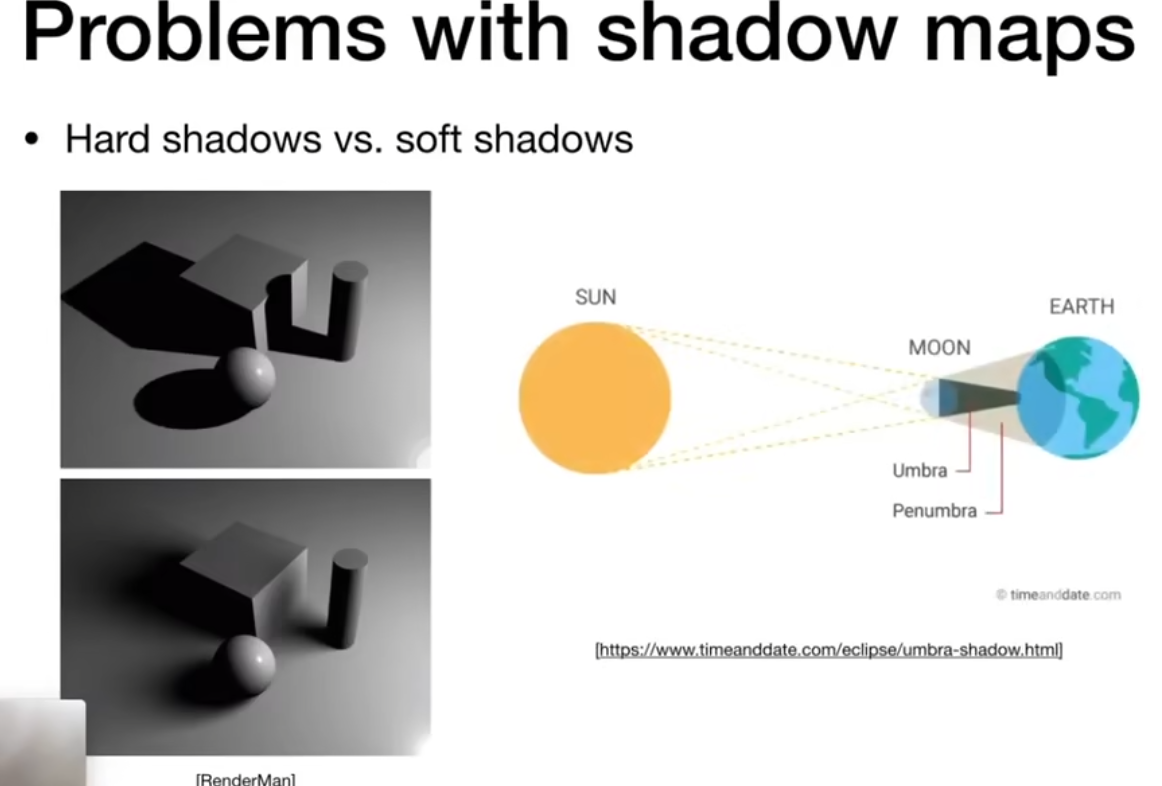 Problems with shadow maps
• Hard shadows vs. soft shadows
SUN
EARTH
MOON
Umbra
Penumbra
© timeanddate.com
[https://www.timeanddate.com/eclipse/umbra-shadow.html]
[RenderMan]